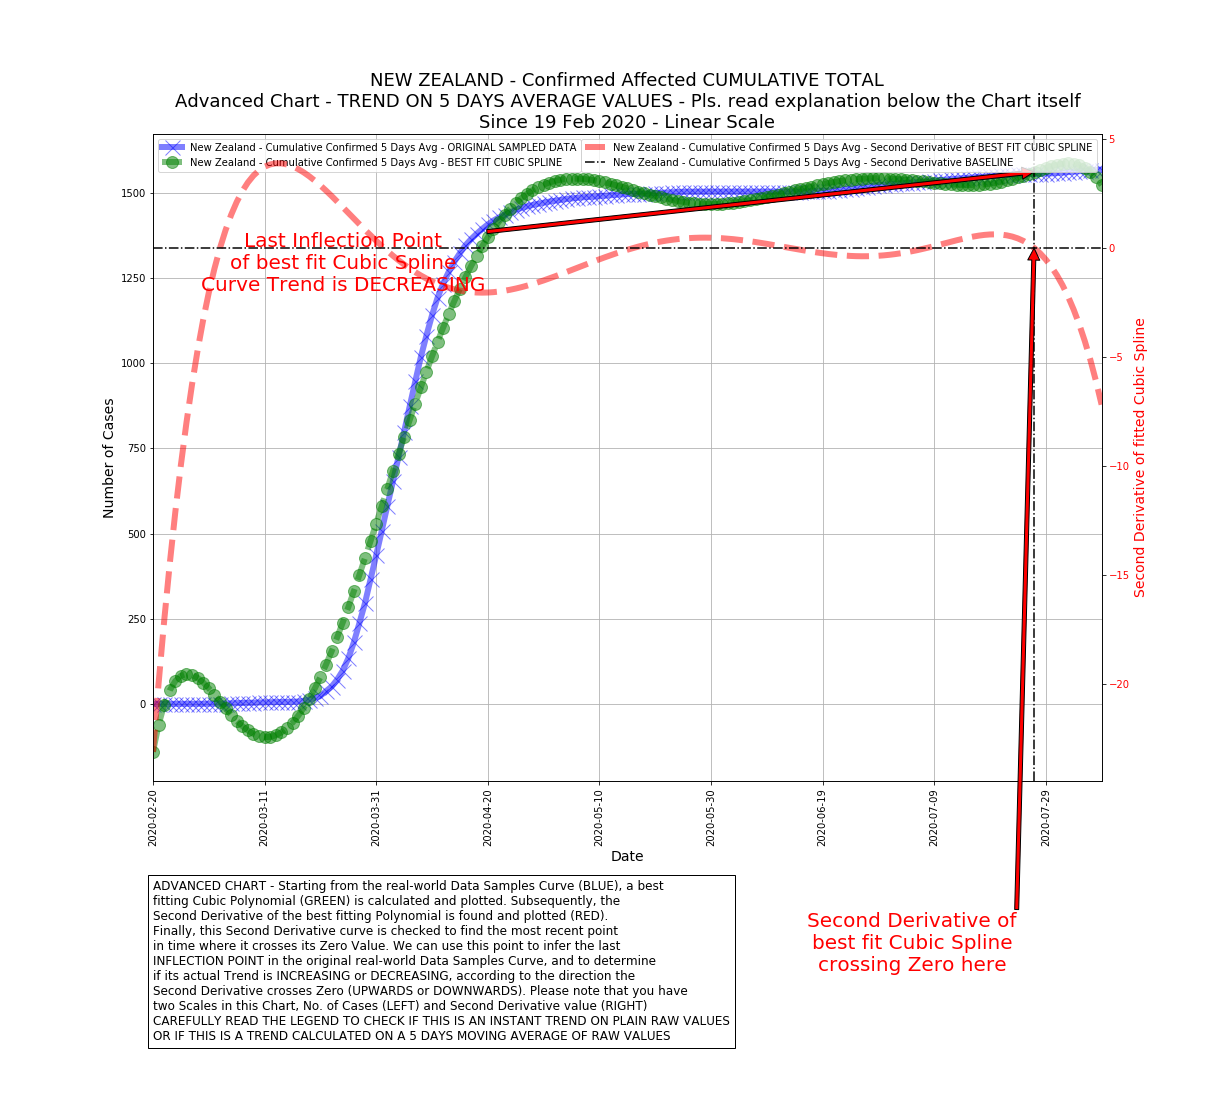 NEW ZEALAND - Confirmed Affected CUMULATIVE TOTAL
Advanced Chart - TREND ON 5 DAYS AVERAGE VALUES - Pls. read explanation below the Chart itself
Since 19 Feb 2020 - Linear Scale
New Zealand - Cumulative Confirmed 5 Days Avg - ORIGINAL SAMPLED DATA
New Zealand - Cumulative Confirmed 5 Days Avg - BEST FIT CUBIC SPLINE
New Zealand - Cumulative Confirmed 5 Days Avg - Second Derivative of BEST FIT CUBIC SPLINE
New Zealand - Cumulative Confirmed 5 Days Avg - Second Derivative BASELINE
Last Inflection Point
of best fit Cubic Spline
Curve Trend is DECREASING
Number of Cases
1500
1250
1000
750
500
250
0
5
0
−5
−10
−15
−20
Second Derivative of fitted Cubic Spline
2020-02-20
2020-03-11
2020-03-31
2020-04-20
2020-05-10
2020-05-30
2020-06-19
2020-07-09
2020-07-29
Date
ADVANCED CHART - Starting from the real-world Data Samples Curve (BLUE), a best
fitting Cubic Polynomial (GREEN) is calculated and plotted. Subsequently, the
Second Derivative of the best fitting Polynomial is found and plotted (RED).
Finally, this Second Derivative curve is checked to find the most recent point
in time where it crosses its Zero Value. We can use this point to infer the last
INFLECTION POINT in the original real-world Data Samples Curve, and to determine
if its actual Trend is INCREASING or DECREASING, according to the direction the
Second Derivative crosses Zero (UPWARDS or DOWNWARDS). Please note that you have
two Scales in this Chart, No. of Cases (LEFT) and Second Derivative value (RIGHT)
CAREFULLY READ THE LEGEND TO CHECK IF THIS IS AN INSTANT TREND ON PLAIN RAW VALUES
OR IF THIS IS A TREND CALCULATED ON A 5 DAYS MOVING AVERAGE OF RAW VALUES
Second Derivative of
best fit Cubic Spline
crossing Zero here